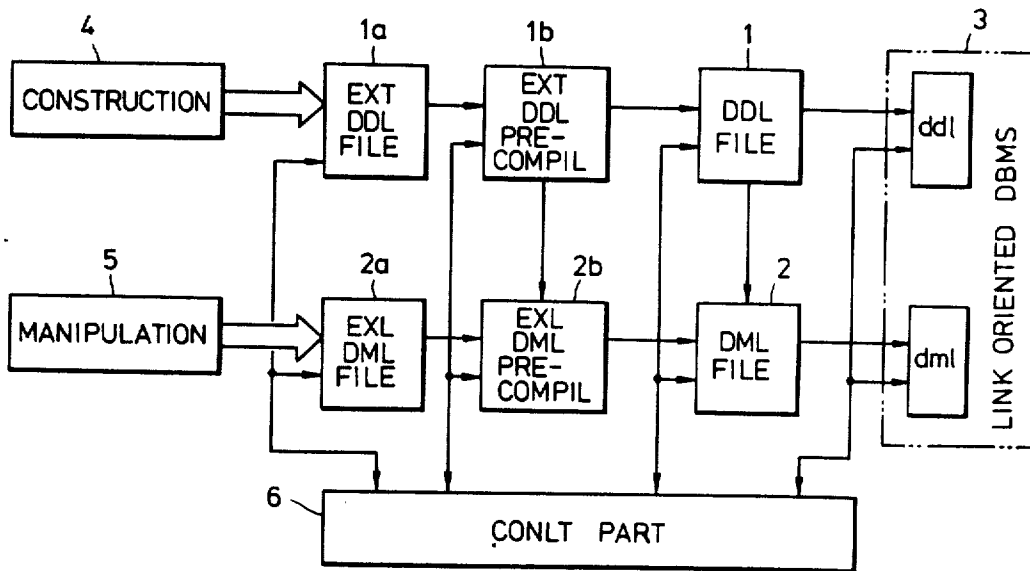 4
1a
1b
1
3
CONSTRUCTION
EXT
DDL
FILE
EXT
DDL
PRE-
COMPIL
DDL
FILE
ddl
LINK ORIENTED DBMS
5
2a
2b
2
MANIPULATION
EXL
DML
FILE
EXL
DML
PRE-
COMPIL
DML
FILE
dml
6
CONLT PART